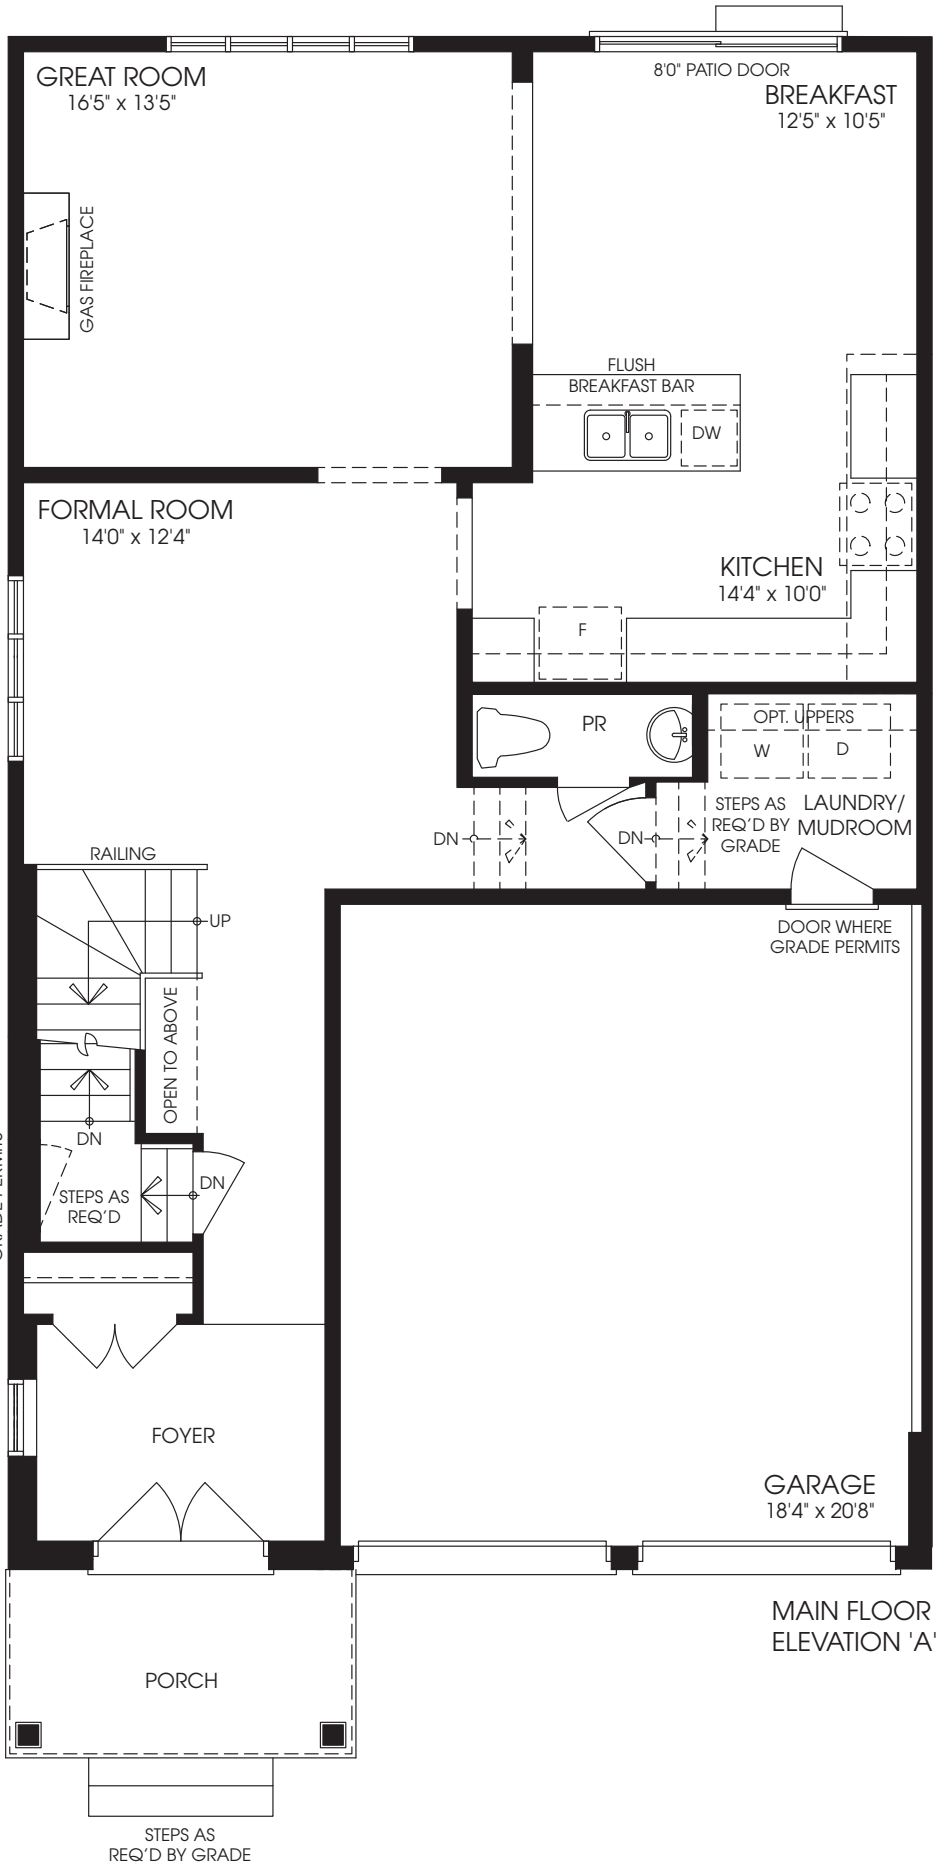 GREAT ROOM
16'5" x 13'5"
8'0" PATIO DOOR
BREAKFAST
12'5" x 10'5"
GAS FIREPLACE
FLUSH
BREAKFAST BAR
DW
FORMAL ROOM
14'0" x 12'4"
KITCHEN
14'4" x 10'0"
F
PR
OPT. UPPERS
W
D
DN
DN
STEPS AS
REQ'D BY
GRADE
LAUNDRY/
MUDROOM
RAILING
UP
DOOR WHERE
GRADE PERMITS
OPEN TO ABOVE
DN
DN
STEPS AS
REQ'D
FOYER
GARAGE
18'4" x 20'8"
MAIN FLOOR
ELEVATION 'A'
PORCH
STEPS AS
REQ'D BY GRADE